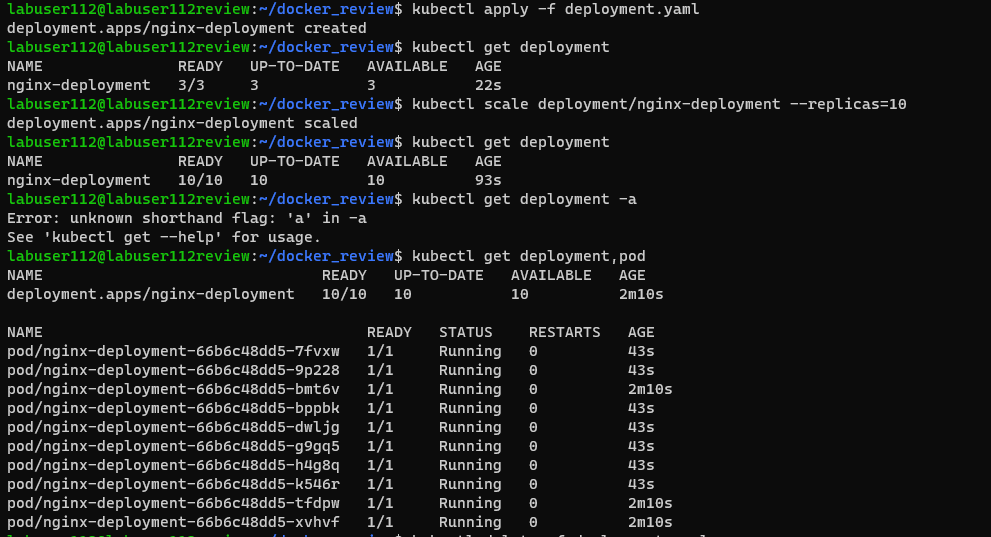 labuser112@labuser112review:~/docker_review$ kubectl apply -f deployment.yaml
deployment.apps/nginx-deployment created
labuser112@labuser112review:~/docker_review$ kubectl get deployment
NAME READY UP-TO-DATE AVAILABLE AGE
nginx-deployment 3/3 3 3 22s
labuser112@labuser112review:~/docker_review$ kubectl scale deployment/nginx-deployment --replicas=10
deployment.apps/nginx-deployment scaled
labuser112@labuser112review:~/docker_review$ kubectl get deployment
NAME READY UP-TO-DATE AVAILABLE AGE
nginx-deployment 10/10 10 10 93s
labuser112@labuser112review:~/docker_review$ kubectl get deployment -a
Error: unknown shorthand flag: 'a' in -a
See 'kubectl get --help' for usage.
labuser112@labuser112review:~/docker_review$ kubectl get deployment,pod
NAME READY UP-TO-DATE AVAILABLE AGE
deployment.apps/nginx-deployment 10/10 10 10 2m10s
NAME READY STATUS RESTARTS AGE
pod/nginx-deployment-66b6c48dd5-7fvxw 1/1 Running 0 43s
pod/nginx-deployment-66b6c48dd5-9p228 1/1 Running 0 43s
pod/nginx-deployment-66b6c48dd5-bmt6v 1/1 Running 0 2m10s
pod/nginx-deployment-66b6c48dd5-bppbk 1/1 Running 0 43s
pod/nginx-deployment-66b6c48dd5-dwljg 1/1 Running 0 43s
pod/nginx-deployment-66b6c48dd5-g9gq5 1/1 Running 0 43s
pod/nginx-deployment-66b6c48dd5-h4g8q 1/1 Running 0 43s
pod/nginx-deployment-66b6c48dd5-k546r 1/1 Running 0 43s
pod/nginx-deployment-66b6c48dd5-tfdpw 1/1 Running 0 2m10s
pod/nginx-deployment-66b6c48dd5-xvhvf 1/1 Running 0 2m10s